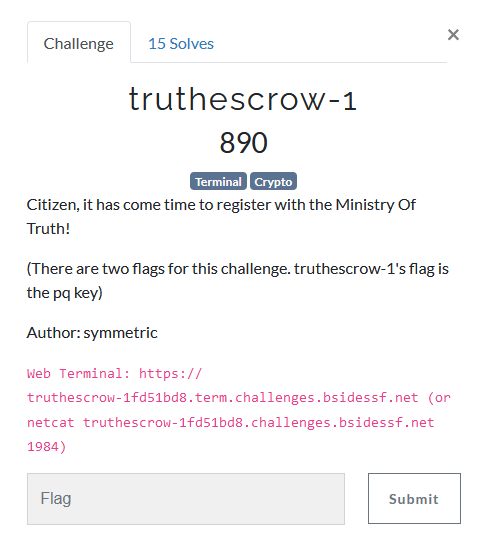 Challenge
15 Solves
×
truthescrow-1
890
Terminal Crypto
Citizen, it has come time to register with the Ministry Of
Truth!
(There are two flags for this challenge. truthescrow-1's flag is
the pq key)
Author: symmetric
Web Terminal: https://
truthescrow-1fd51bd8.term.challenges.bsidessf.net (or
netcat truthescrow-1fd51bd8.challenges.bsidessf.net
1984)
Flag
Submit